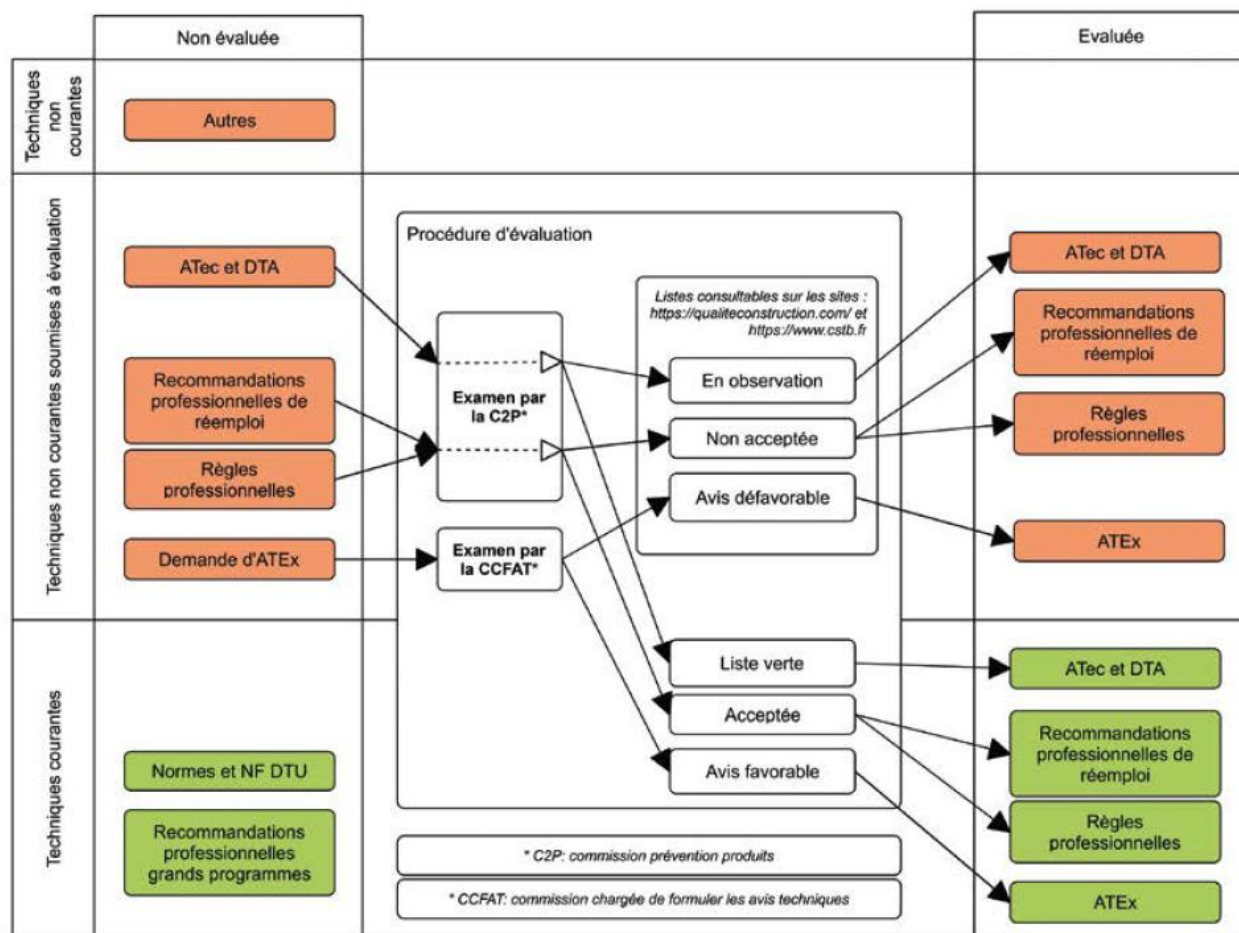 Non évaluée
Evaluée
Techniques
non
courantes
Autres
Techniques non courantes soumises à évaluation
Procédure d'évaluation
ATec et DTA
Recommandations
professionnelles de
réemploi
Règles
professionnelles
Demande d'ATEx
Examen par
la C2P*
Examen par
la CCFAT*
Listes consultables sur les sites :
https://qualiteconstruction.com/ et
https://www.cstb.fr
En observation
Non acceptée
Avis défavorable
ATec et DTA
Recommandations
professionnelles de
réemploi
Règles
professionnelles
ATEx
Techniques courantes
Normes et NF DTU
Recommandations
professionnelles
grands programmes
Liste verte
Acceptée
Avis favorable
ATec et DTA
Recommandations
professionnelles de
réemploi
Règles
professionnelles
ATEx
* C2P: commission prévention produits
* CCFAT: commission chargée de formuler les avis techniques